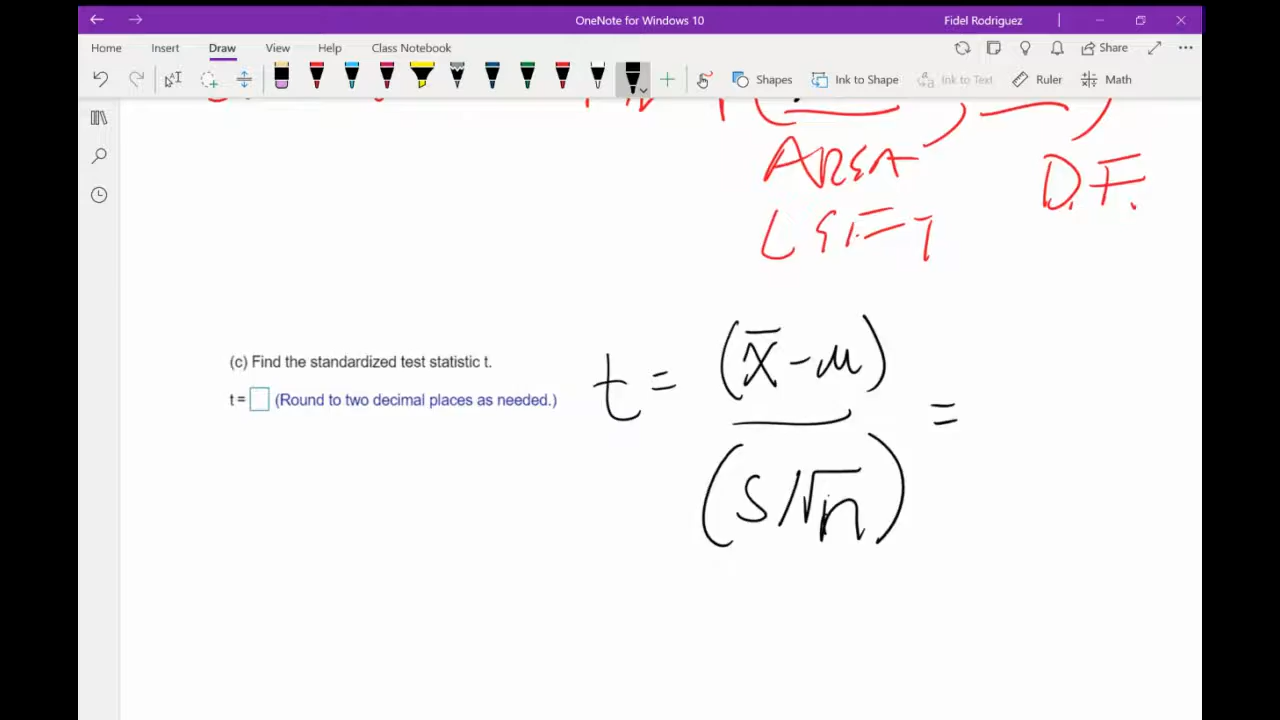 OneNote for Windows 10
Fidel Rodriguez
Home Insert Draw View Help Class Notebook Share
Shapes Ink to Shape Ink to Text Ruler Math
AREA
LEFT
D.F.
(c) Find the standardized test statistic t.
t = (Round to two decimal places as needed.)
t = (x̄ - μ)
=
(S/√n)